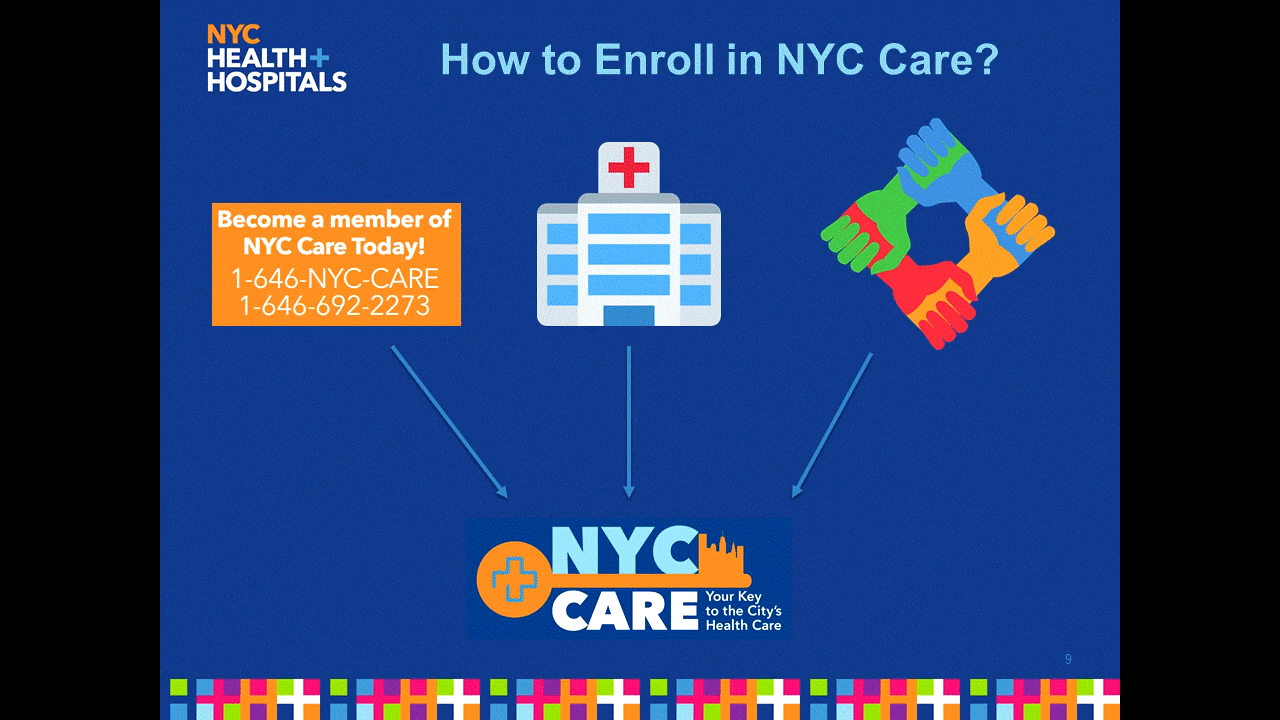 NYC
HEALTH+
HOSPITALS
How to Enroll in NYC Care?
Become a member of
NYC Care Today!
1-646-NYC-CARE
1-646-692-2273
NYC
CARE
Your Key
to the City's
Health Care
9